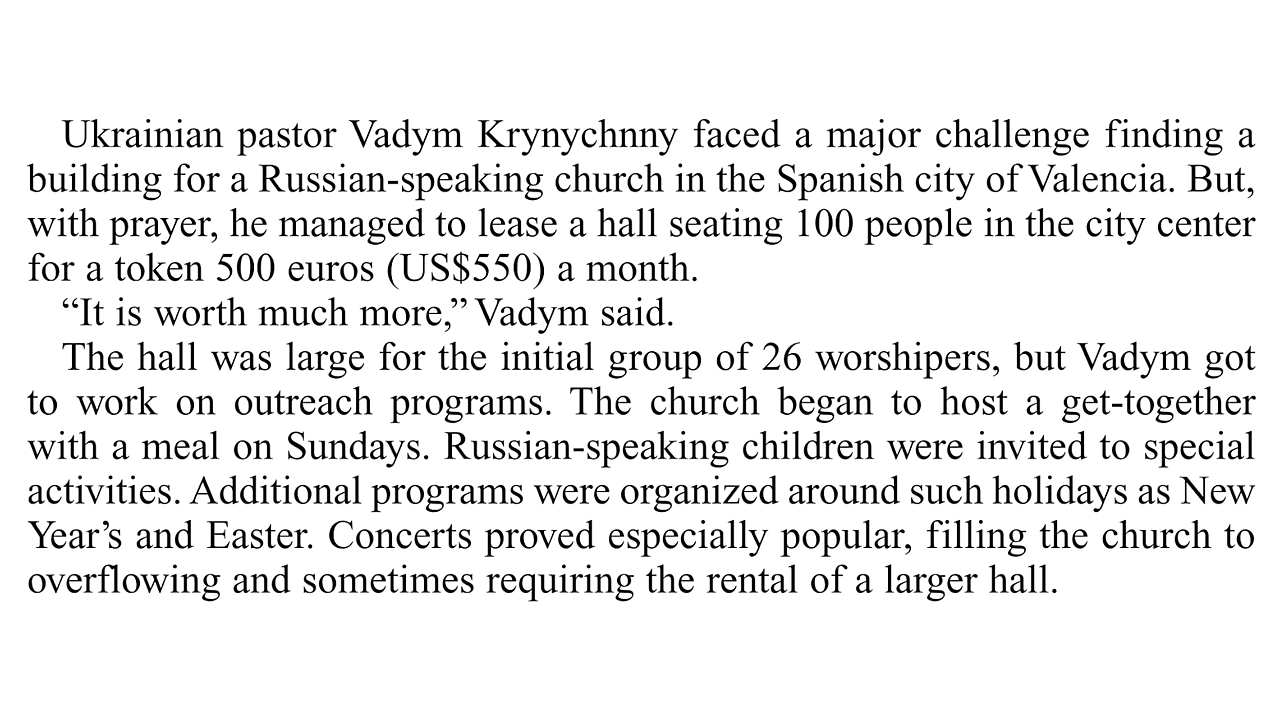 Ukrainian pastor Vadym Krynychnny faced a major challenge finding a
building for a Russian-speaking church in the Spanish city of Valencia. But,
with prayer, he managed to lease a hall seating 100 people in the city center
for a token 500 euros (US$550) a month.
“It is worth much more,” Vadym said.
The hall was large for the initial group of 26 worshipers, but Vadym got
to work on outreach programs. The church began to host a get-together
with a meal on Sundays. Russian-speaking children were invited to special
activities. Additional programs were organized around such holidays as New
Year’s and Easter. Concerts proved especially popular, filling the church to
overflowing and sometimes requiring the rental of a larger hall.